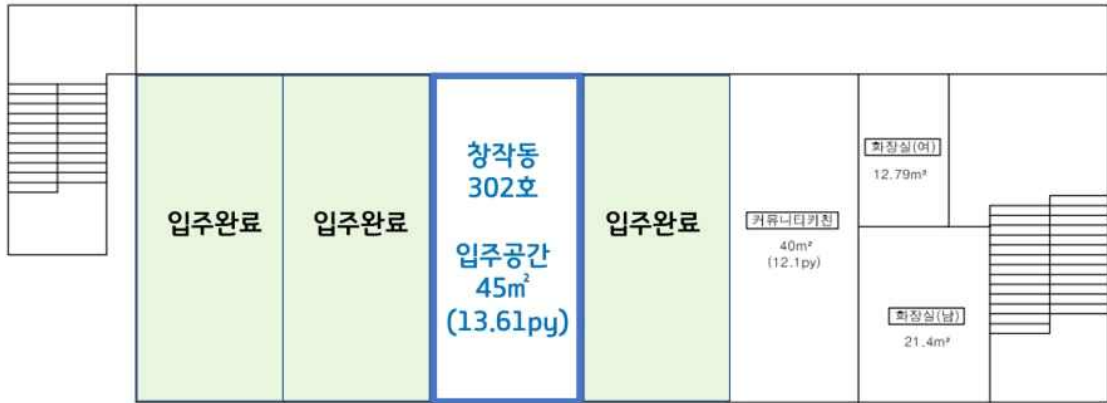 입주완료
입주완료
창작동
302호
입주공간
45㎡
(13.61py)
입주완료
커뮤니티키친
40m²
(12.1py)
화장실(여)
12.79m²
화장실(남)
21.4m²